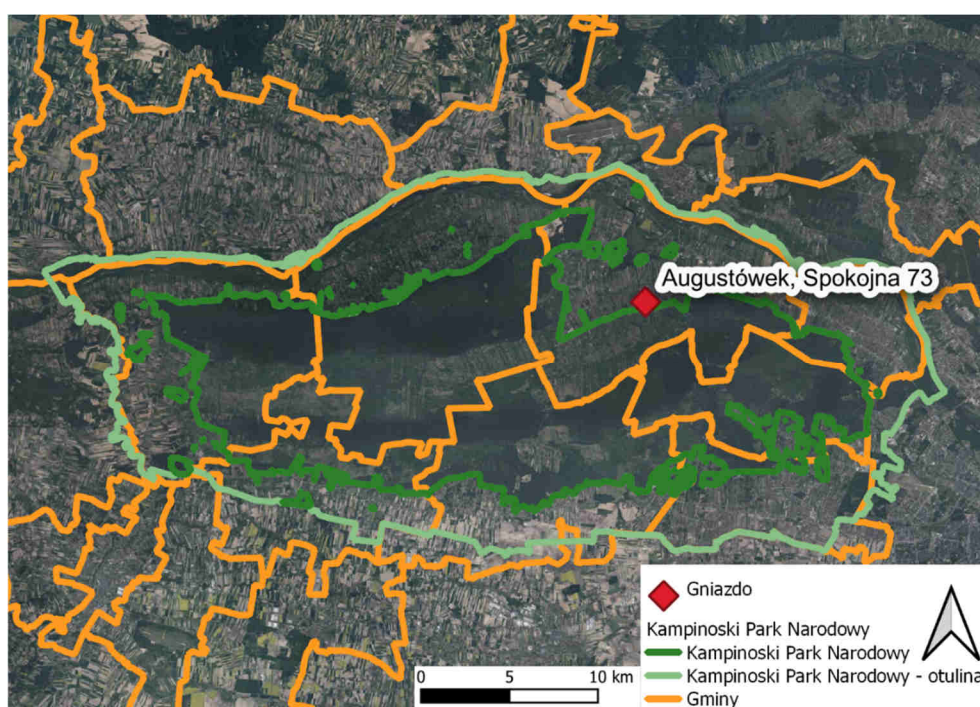 Augustówek, Spokojna 73
Gniazdo
Kampinoski Park Narodowy
Kampinoski Park Narodowy
Kampinoski Park Narodowy - otulina
Gminy
0 5 10 km